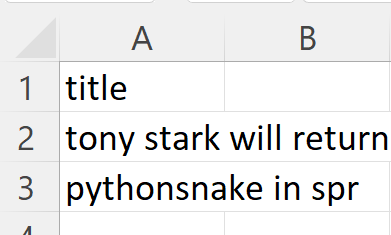 A B
1 title
2 tony stark will return
3 pythonsnake in spr